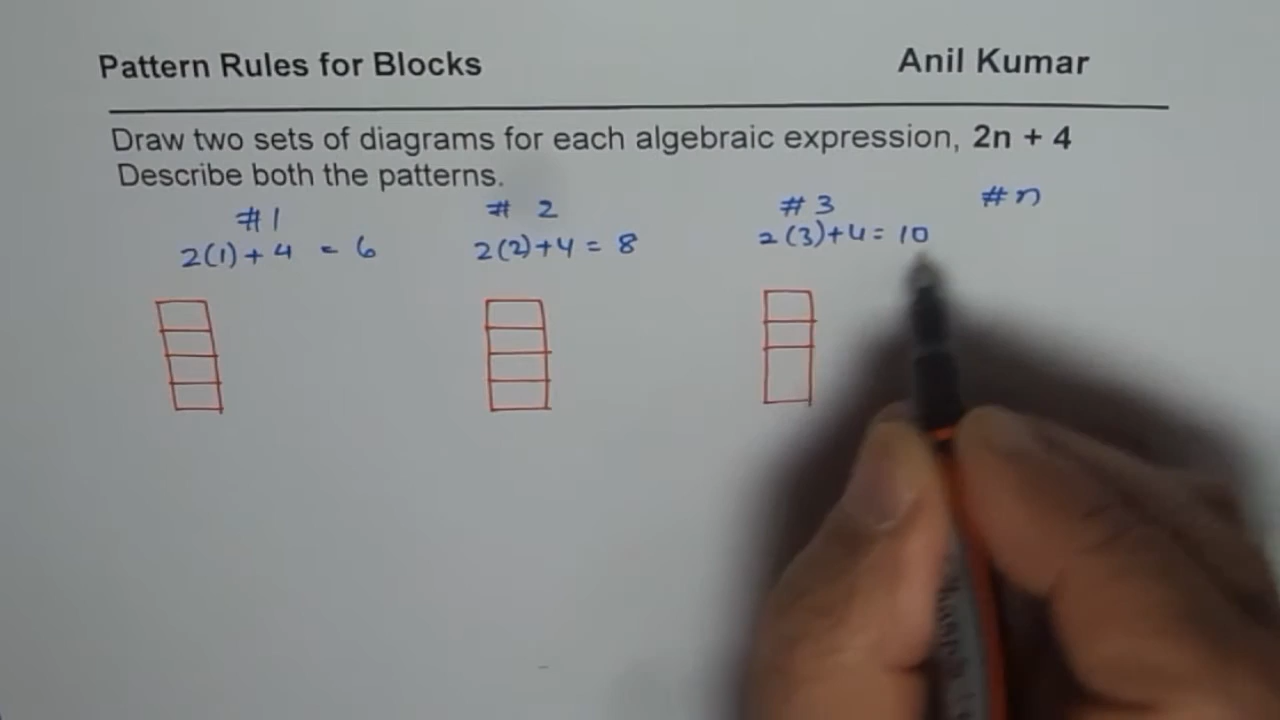 Pattern Rules for Blocks Anil Kumar
Draw two sets of diagrams for each algebraic expression, 2n + 4
Describe both the patterns.
#1 # 2 #3 #n
2(1)+4 = 6 2(2)+4 = 8 2(3)+4= 10